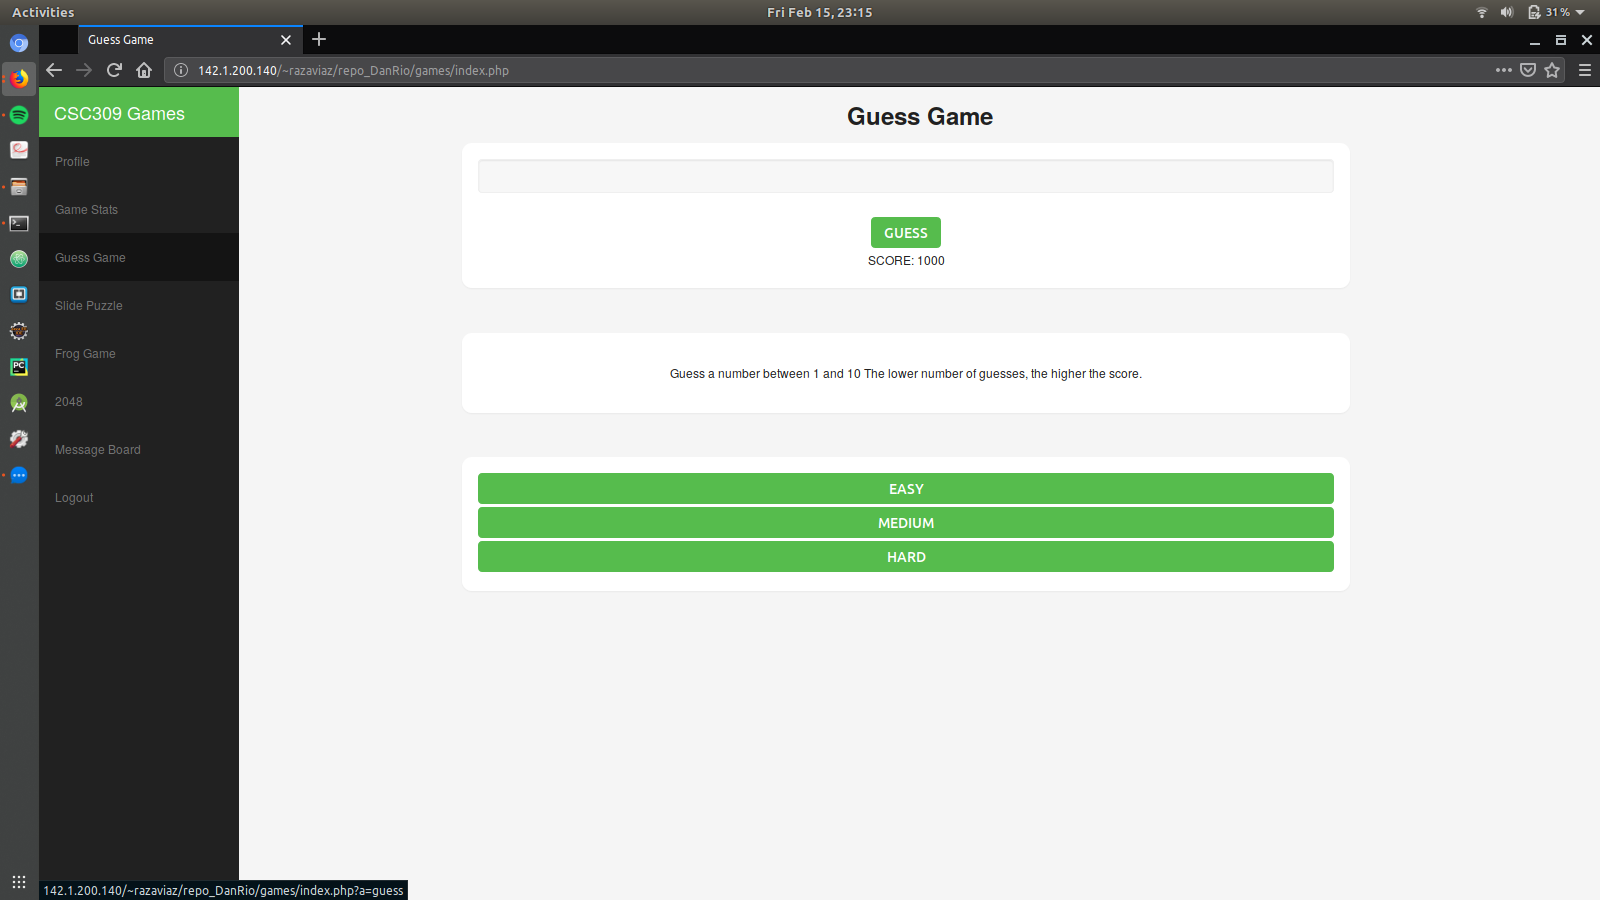 Activities
Fri Feb 15, 23:15
31%
Guess Game
142.1.200.140/~razaviaz/repo_DanRio/games/index.php
CSC309 Games
Profile
Game Stats
Guess Game
Slide Puzzle
Frog Game
2048
Message Board
Logout
Guess Game
GUESS
SCORE: 1000
Guess a number between 1 and 10 The lower number of guesses, the higher the score.
EASY
MEDIUM
HARD
PC
142.1.200.140/~razaviaz/repo_DanRio/games/index.php?a=guess